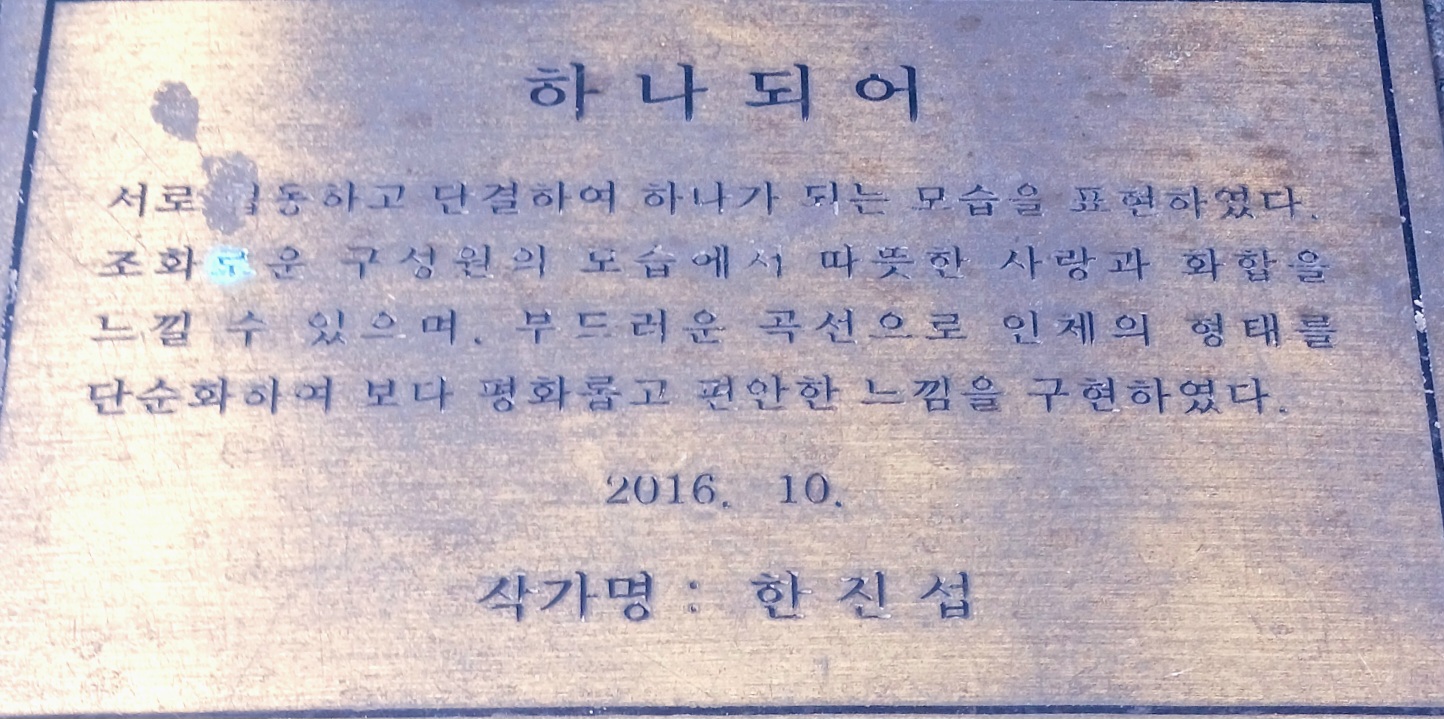 하나되어
서로 하고 단결하여 하나가 되는 모습을 표현하였다.
조화로운 구성원의 모습에서 따뜻한 사랑과 화합을
느낄 수 있으며, 부드러운 곡선으로 인체의 형태를
단순화하여 보다 평화롭고 편안한 느낌을 구현하였다.
2016. 10.
작가명 : 한진섭